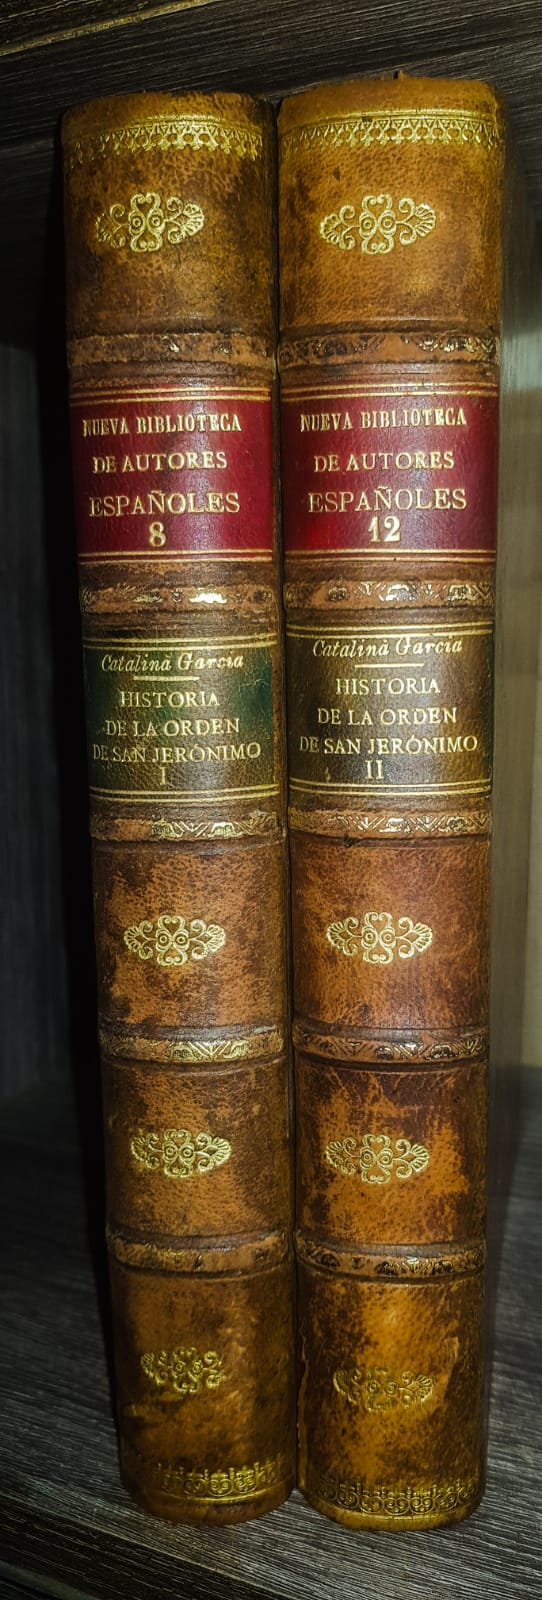 NUEVA BIBLIOTECA
DE AUTORES
ESPAÑOLES
8
Catalina García
HISTORIA
DE LA ORDEN
DE SAN JERÓNIMO
I
NUEVA BIBLIOTECA
DE AUTORES
ESPAÑOLES
12
Catalina García
HISTORIA
DE LA ORDEN
DE SAN JERÓNIMO
II